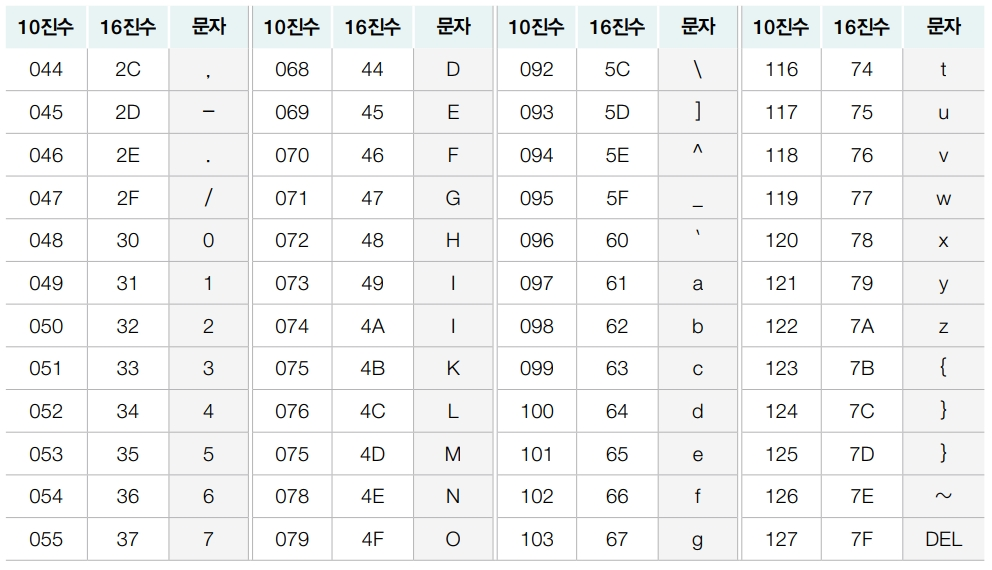 10진수 16진수 문자 10진수 16진수 문자 10진수 16진수 문자 10진수 16진수 문자
044 2C , 068 44 D 092 5C \ 116 74 t
045 2D – 069 45 E 093 5D ] 117 75 u
046 2E . 070 46 F 094 5E ^ 118 76 v
047 2F / 071 47 G 095 5F _ 119 77 w
048 30 0 072 48 H 096 60 ` 120 78 x
049 31 1 073 49 I 097 61 a 121 79 y
050 32 2 074 4A I 098 62 b 122 7A z
051 33 3 075 4B K 099 63 c 123 7B {
052 34 4 076 4C L 100 64 d 124 7C }
053 35 5 075 4D M 101 65 e 125 7D }
054 36 6 078 4E N 102 66 f 126 7E ~
055 37 7 079 4F O 103 67 g 127 7F DEL